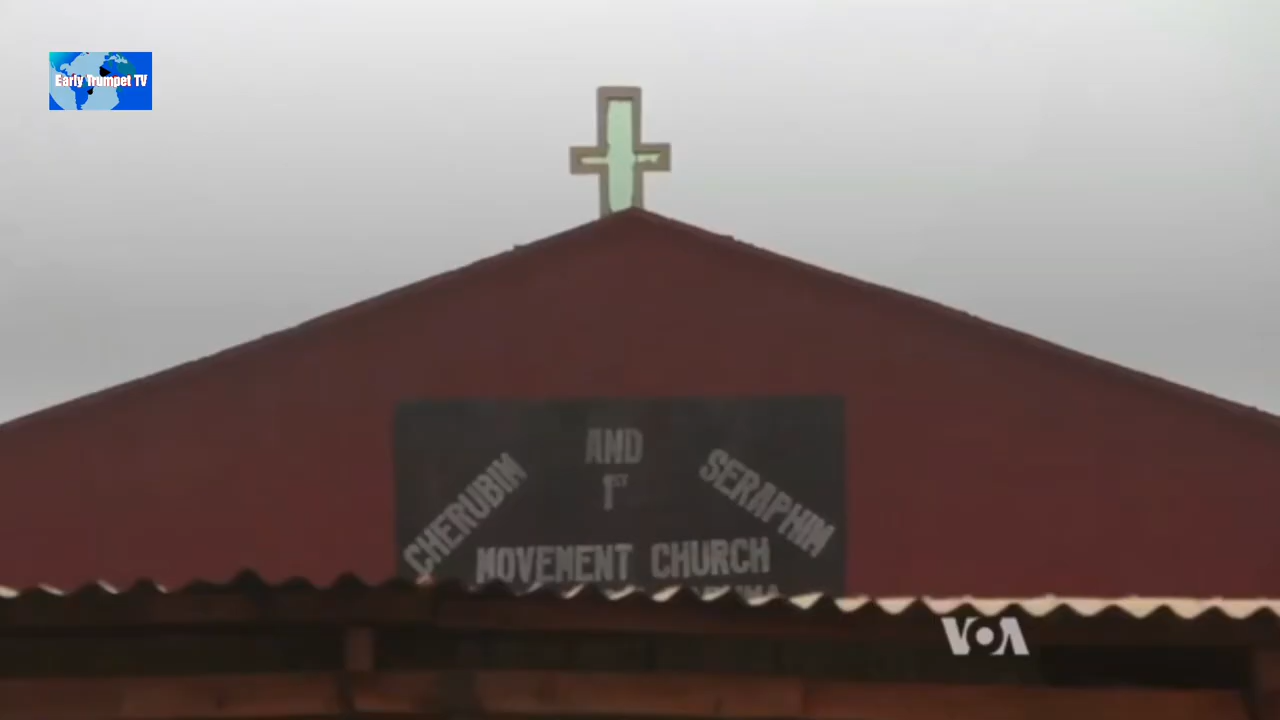 Early Trumpet TV
CHERUBIM
AND
SERAPHIM
1ST
MOVEMENT CHURCH
VOA